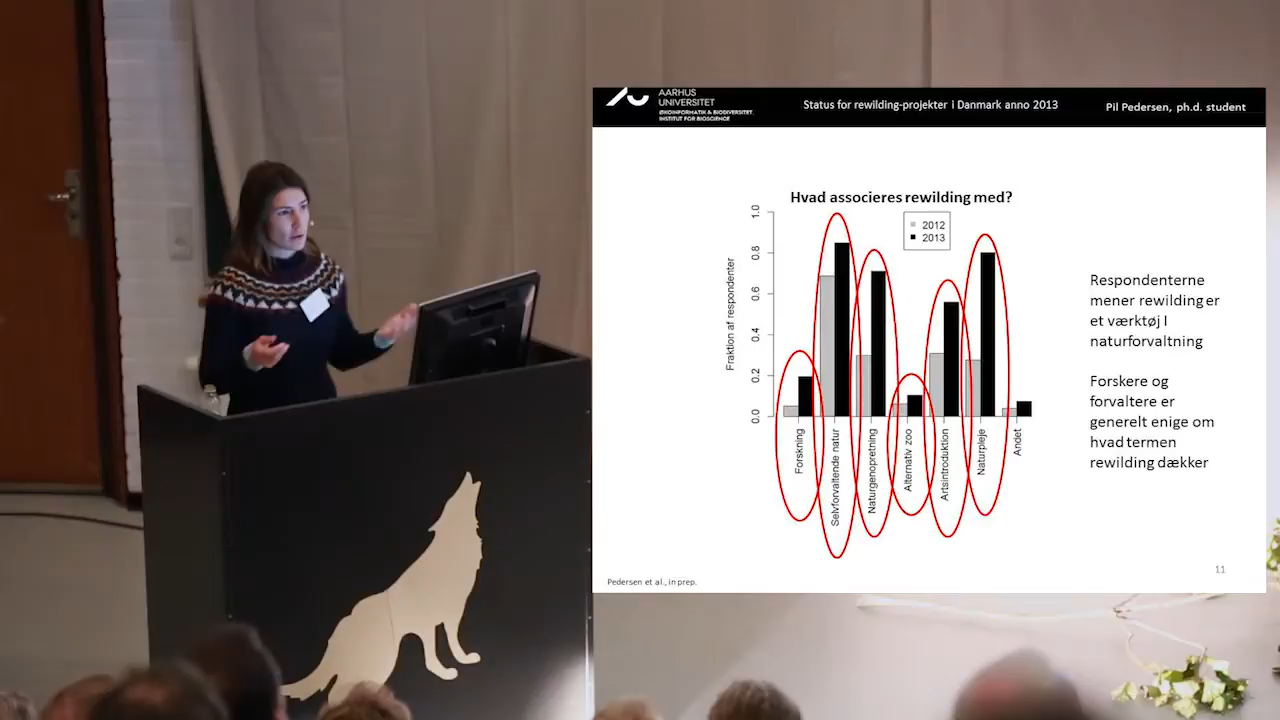 AARHUS
UNIVERSITET
ØKOINFORMATIK & BIODIVERSITET,
INSTITUT FOR BIOSCIENCE
Status for rewilding-projekter i Danmark anno 2013
Pil Pedersen, ph.d. student
Hvad associeres rewilding med?
Fraktion af respondenter
1.0
0.8
0.6
0.4
0.2
0.0
2012
2013
Forskning
Selvforvaltende natur
Naturgenopretning
Alternativ zoo
Artsintroduktion
Naturpleje
Andet
Respondenterne
mener rewilding er
et værktøj I
naturforvaltning
Forskere og
forvaltere er
generelt enige om
hvad termen
rewilding dækker
Pedersen et al., in prep.
11